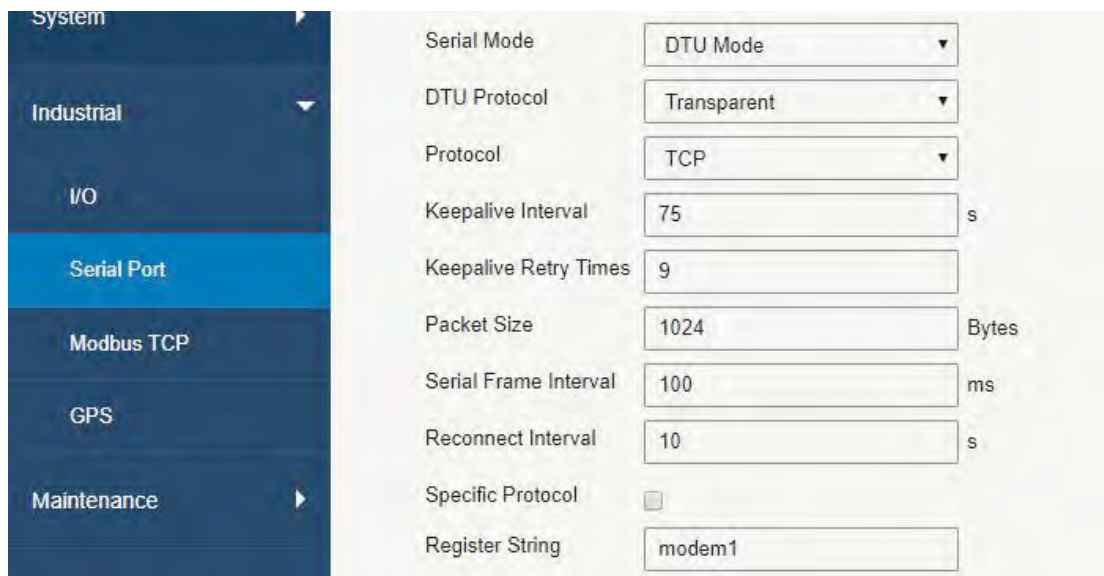 System
Industrial
I/O
Serial Port
Modbus TCP
GPS
Maintenance
Serial Mode DTU Mode
DTU Protocol Transparent
Protocol TCP
Keepalive Interval 75 s
Keepalive Retry Times 9
Packet Size 1024 Bytes
Serial Frame Interval 100 ms
Reconnect Interval 10 s
Specific Protocol
Register String modem1